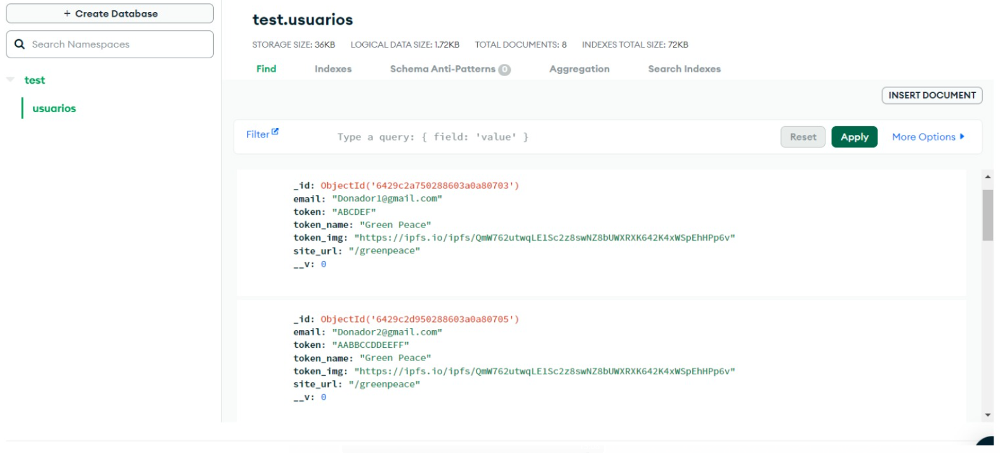 + Create Database
Search Namespaces
test
usuarios
test.usuarios
STORAGE SIZE: 36KB LOGICAL DATA SIZE: 1.72KB TOTAL DOCUMENTS: 8 INDEXES TOTAL SIZE: 72KB
Find Indexes Schema Anti-Patterns 0 Aggregation Search Indexes
INSERT DOCUMENT
Filter Type a query: { field: 'value' } Reset Apply More Options
_id: ObjectId('6429c2a750288603a0a80703')
email: "Donador1@gmail.com"
token: "ABCDEF"
token_name: "Green Peace"
token_img: "https://ipfs.io/ipfs/QmW762utwqLE1Sc2z8swNZ8bUWXRXK642K4xWSpEhHPp6v"
site_url: "/greenpeace"
__v: 0
_id: ObjectId('6429c2d950288603a0a80705')
email: "Donador2@gmail.com"
token: "AABBCCDDEEFF"
token_name: "Green Peace"
token_img: "https://ipfs.io/ipfs/QmW762utwqLE1Sc2z8swNZ8bUWXRXK642K4xWSpEhHPp6v"
site_url: "/greenpeace"
__v: 0